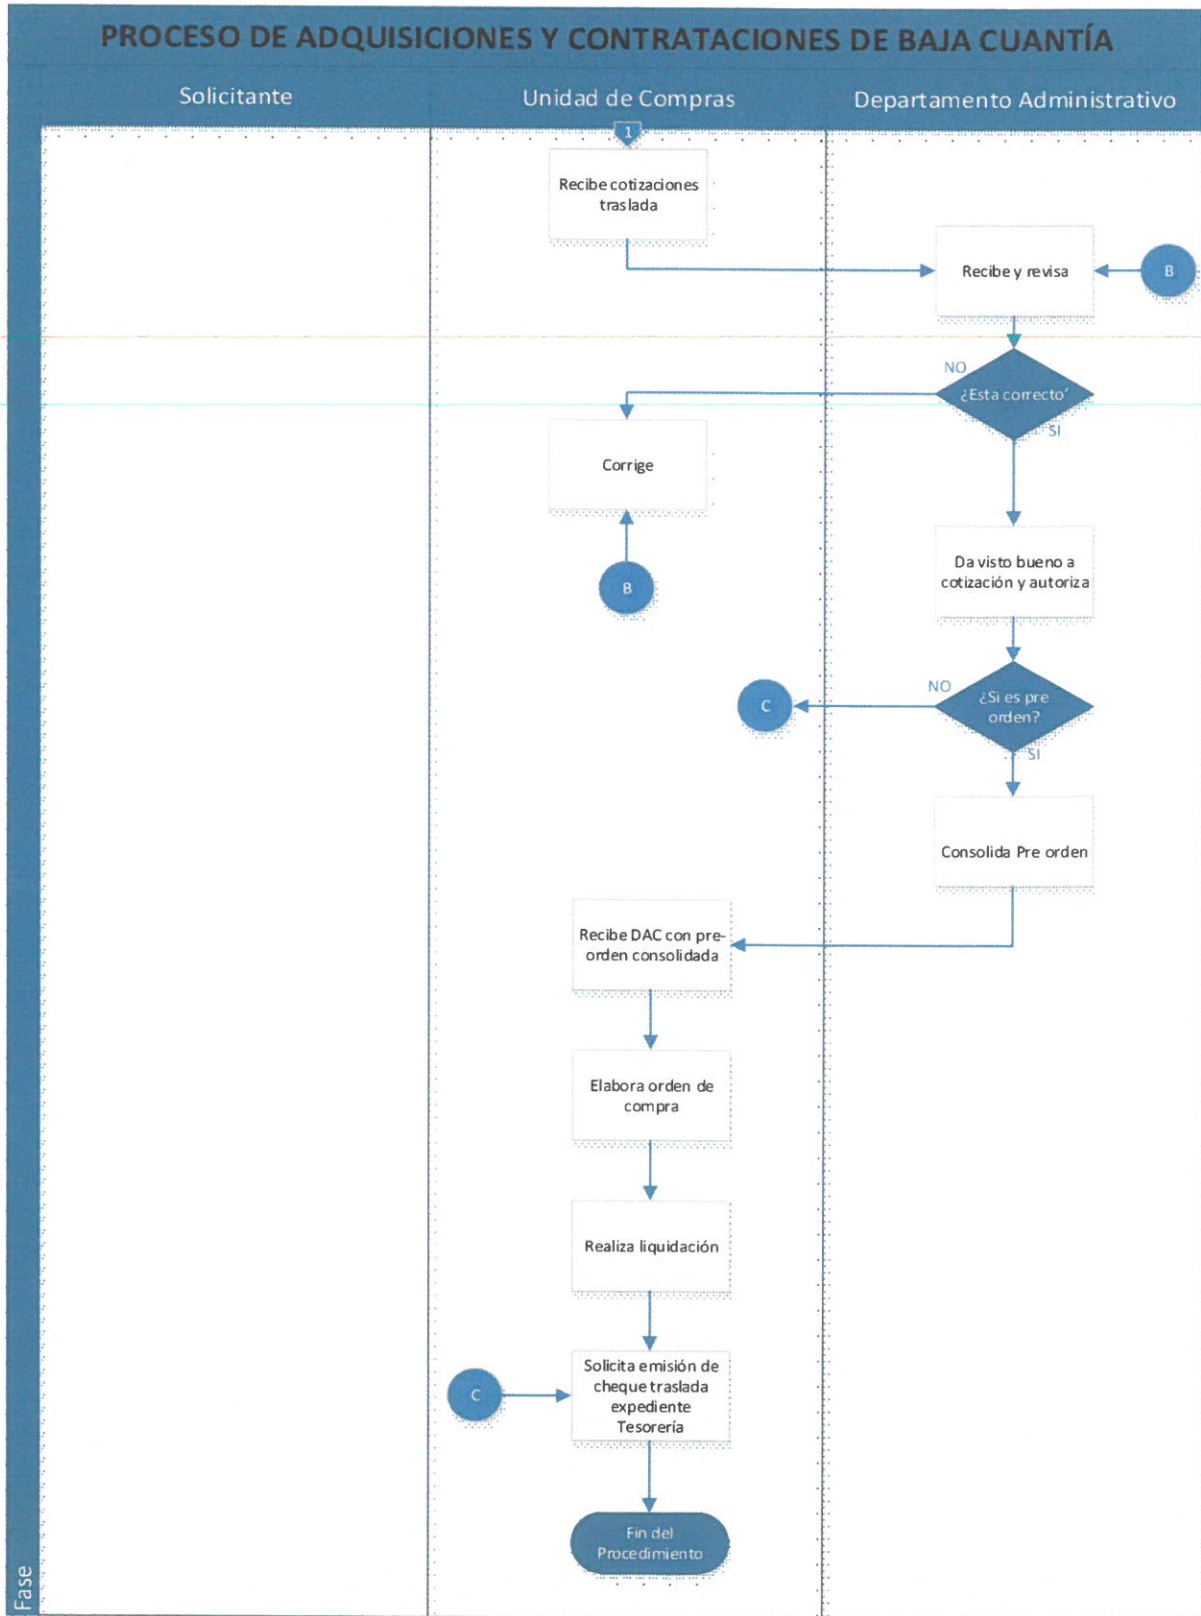 PROCESO DE ADQUISICIONES Y CONTRATACIONES DE BAJA CUANTÍA
Solicitante
Unidad de Compras
Departamento Administrativo
1
Recibe cotizaciones
traslada
Recibe y revisa
B
NO
¿Esta correcto'
SI
Corrige
B
Da visto bueno a
cotización y autoriza
NO
¿Si es pre
orden?
C
SI
Consolida Pre orden
Recibe DAC con pre-
orden consolidada
Elabora orden de
compra
Realiza liquidación
Solicita emisión de
cheque traslada
expediente
Tesorería
C
Fin del
Procedimiento
Fase